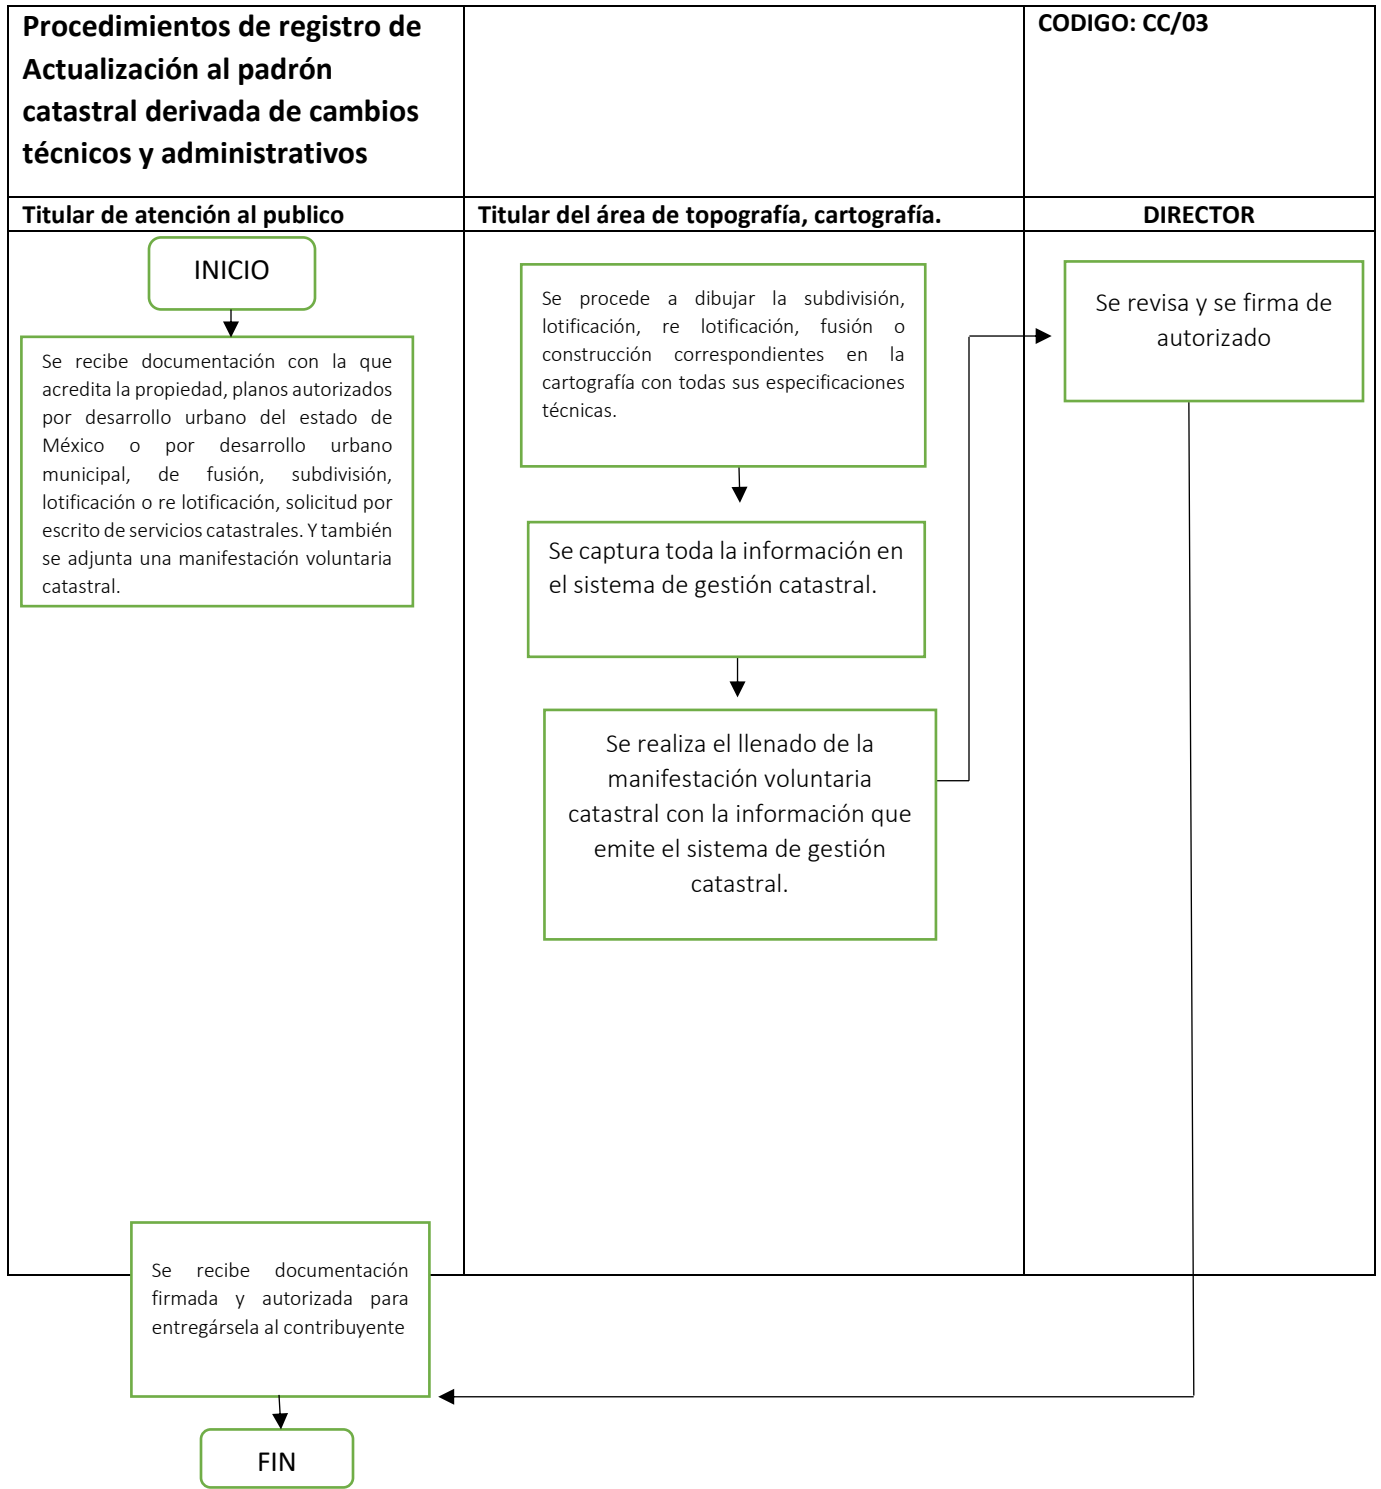 Procedimientos de registro de
Actualización al padrón
catastral derivada de cambios
técnicos y administrativos
CODIGO: CC/03
Titular de atención al publico
Titular del área de topografía, cartografía.
DIRECTOR
INICIO
Se recibe documentación con la que
acredita la propiedad, planos autorizados
por desarrollo urbano del estado de
México o por desarrollo urbano
municipal, de fusión, subdivisión,
lotificación o re lotificación, solicitud por
escrito de servicios catastrales. Y también
se adjunta una manifestación voluntaria
catastral.
Se procede a dibujar la subdivisión,
lotificación, re lotificación, fusión o
construcción correspondientes en la
cartografía con todas sus especificaciones
técnicas.
Se captura toda la información en
el sistema de gestión catastral.
Se realiza el llenado de la
manifestación voluntaria
catastral con la información que
emite el sistema de gestión
catastral.
Se revisa y se firma de
autorizado
Se recibe documentación
firmada y autorizada para
entregársela al contribuyente
FIN